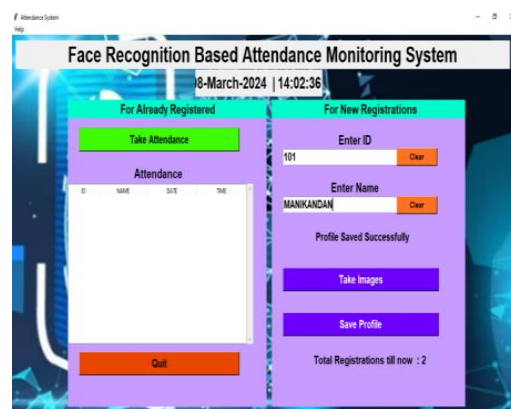 Attendance System
Help
Face Recognition Based Attendance Monitoring System
8-March-2024 | 14:02:36
For Already Registered
Take Attendance
Attendance
ID NAME DATE TIME
Quit
For New Registrations
Enter ID
101 Clear
Enter Name
MANIKANDAN Clear
Profile Saved Successfully
Take Images
Save Profile
Total Registrations till now : 2